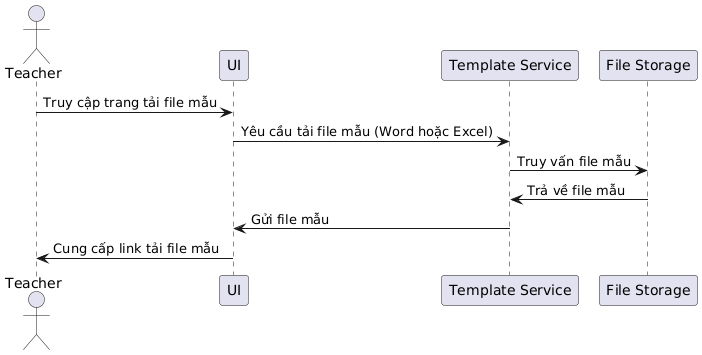 Teacher
UI
Template Service
File Storage
Truy cập trang tải file mẫu
Yêu cầu tải file mẫu (Word hoặc Excel)
Truy vấn file mẫu
Trả về file mẫu
Gửi file mẫu
Cung cấp link tải file mẫu
Teacher
UI
Template Service
File Storage